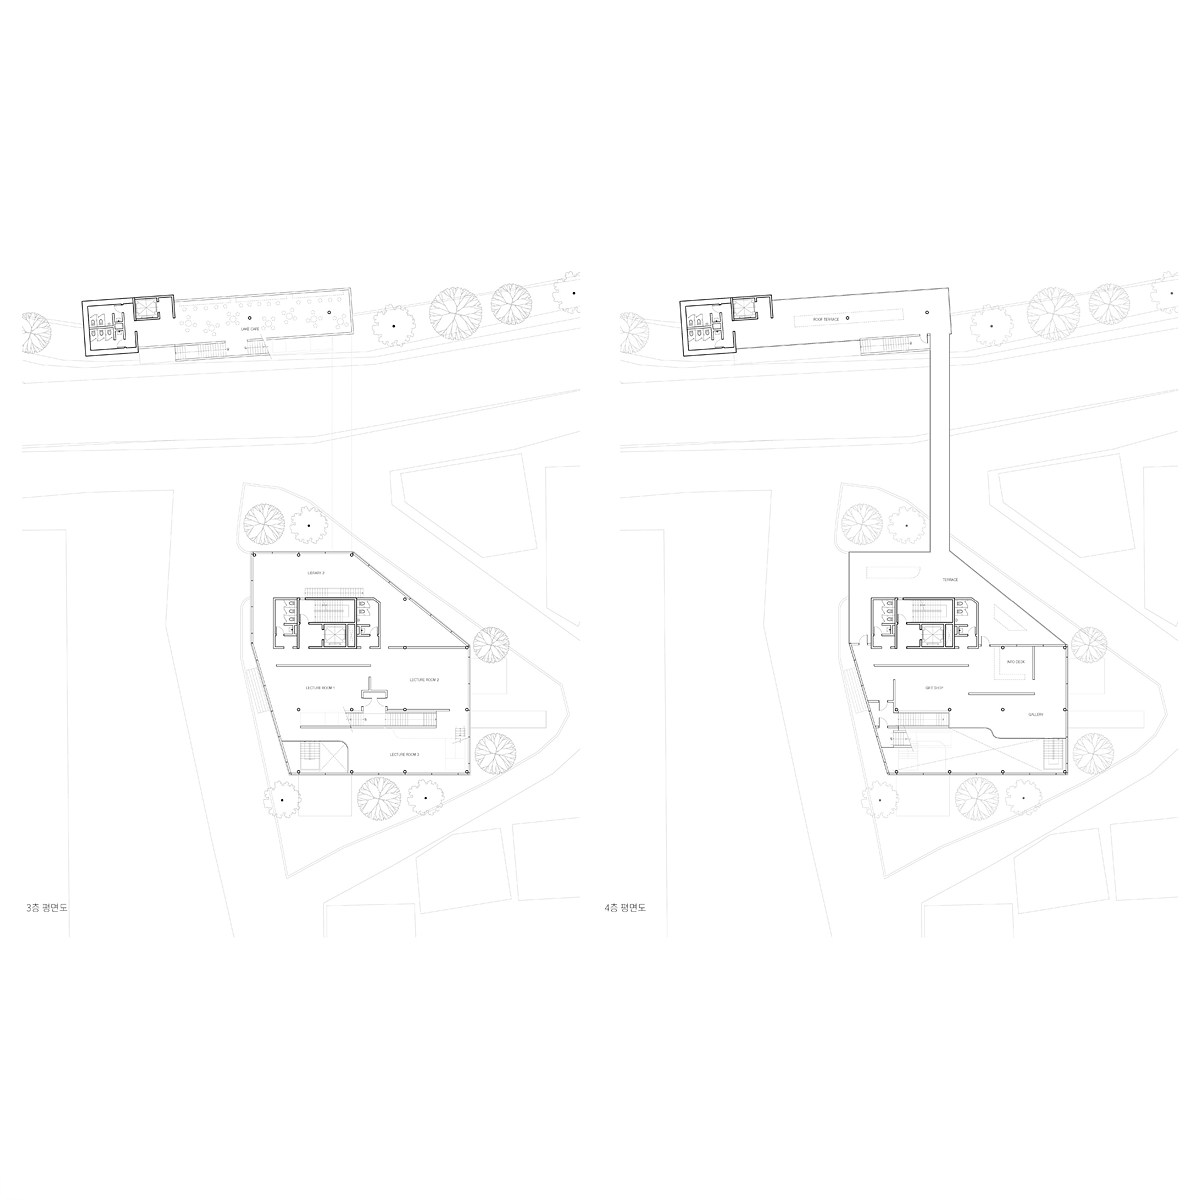 LAKE CAFE
LIBRARY 2
LECTURE ROOM 1
LECTURE ROOM 2
LECTURE ROOM 3
3층 평면도
ROOF TERRACE
TERRACE
INFO DESK
GIFT SHOP
GALLERY
4층 평면도